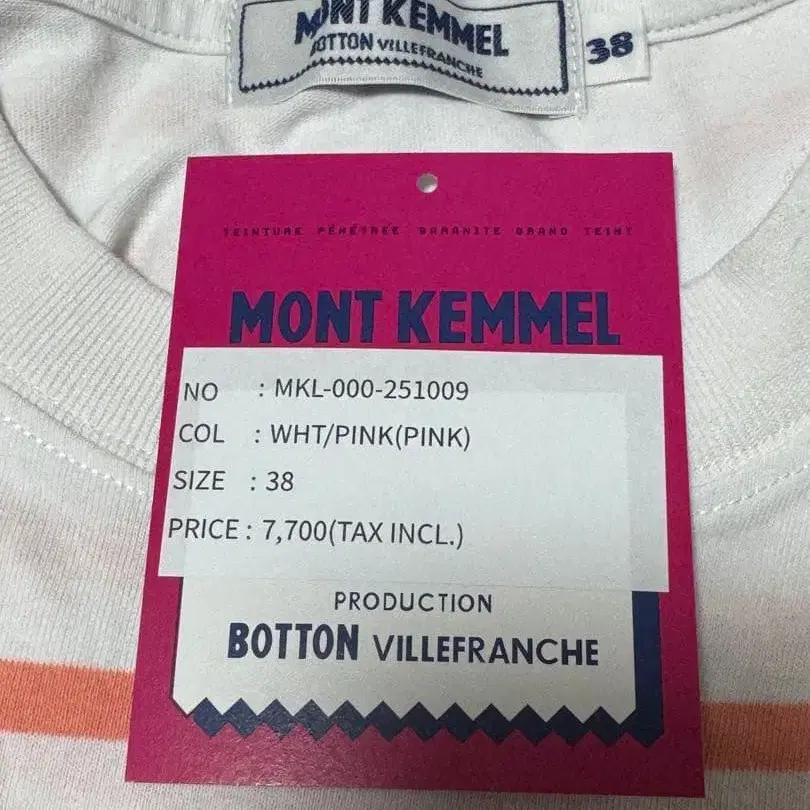 MONT KEMMEL
BOTTON VILLEFRANCHE
38
TEINTURE PÉNÉTRÉE GARANTIE GRAND TEINT
MONT KEMMEL
NO : MKL-000-251009
COL : WHT/PINK(PINK)
SIZE : 38
PRICE : 7,700(TAX INCL.)
PRODUCTION
BOTTON VILLEFRANCHE